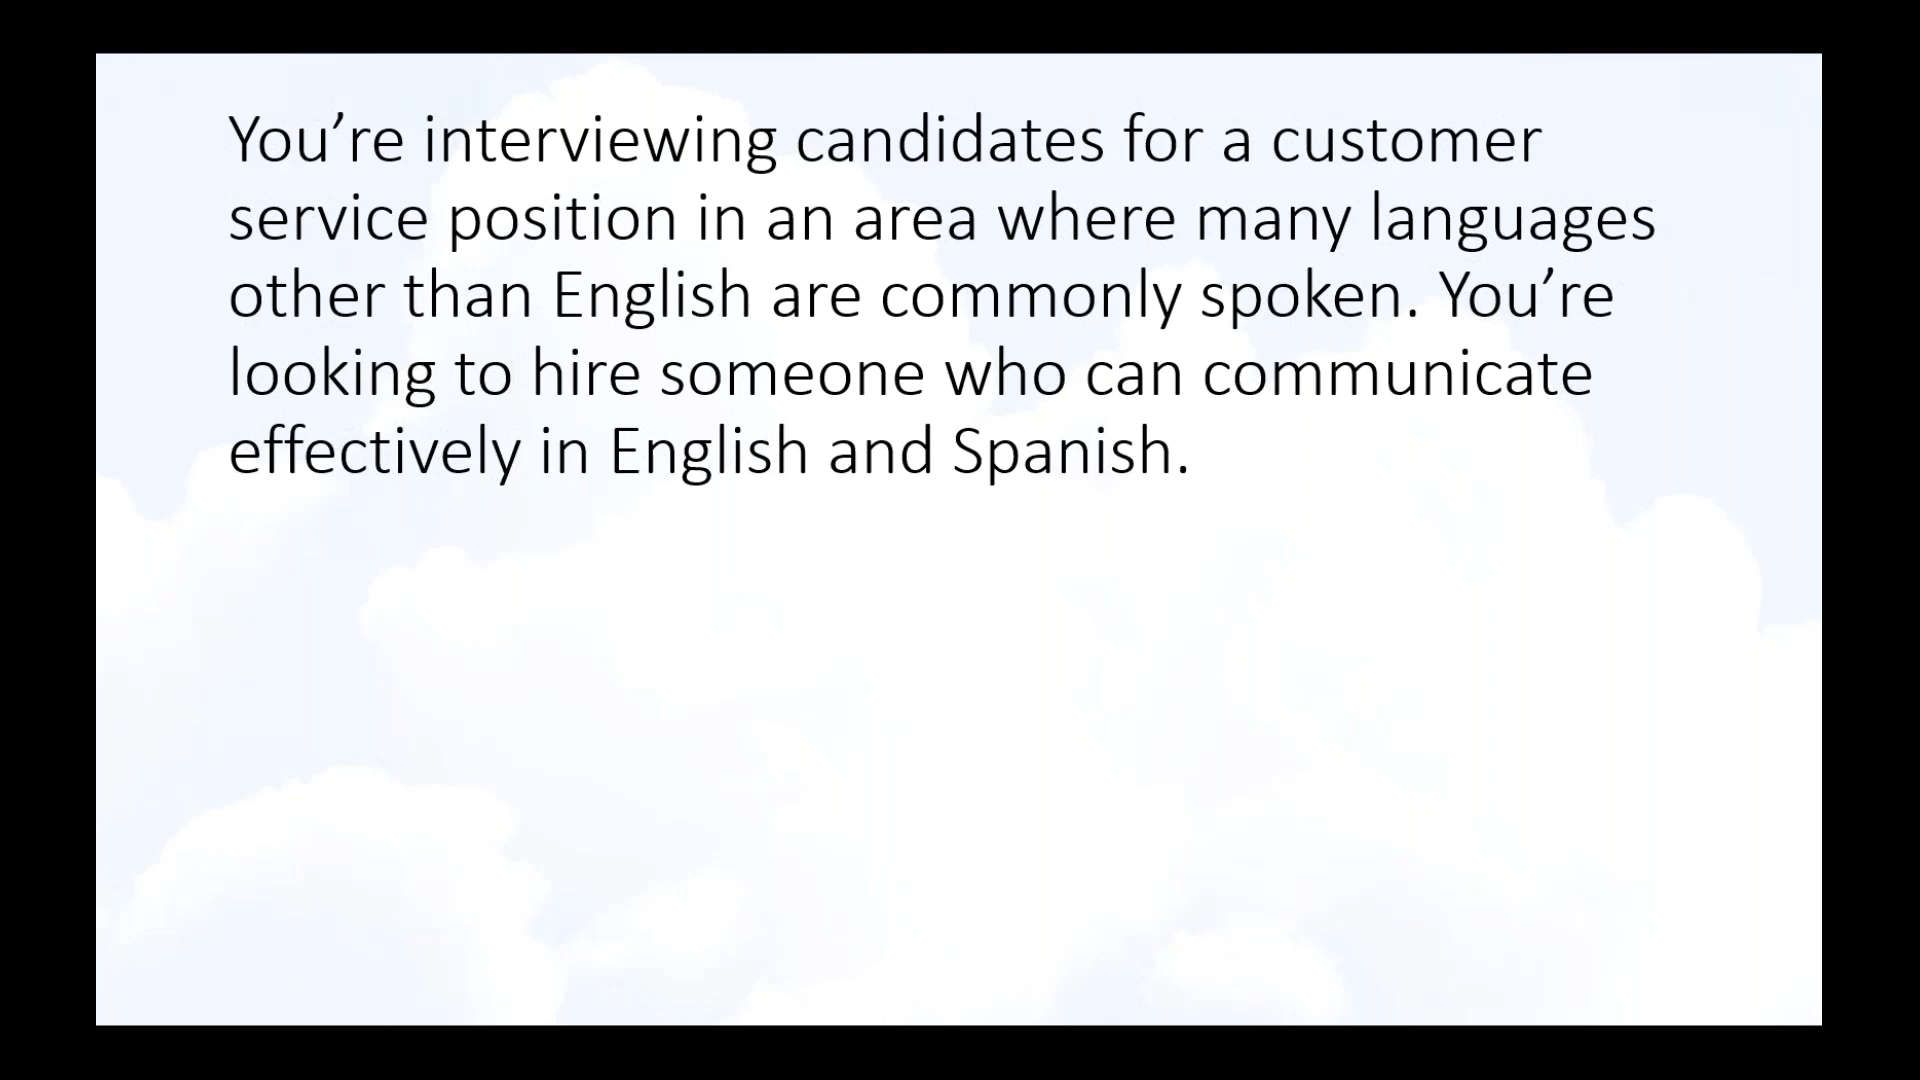 You’re interviewing candidates for a customer
service position in an area where many languages
other than English are commonly spoken. You’re
looking to hire someone who can communicate
effectively in English and Spanish.